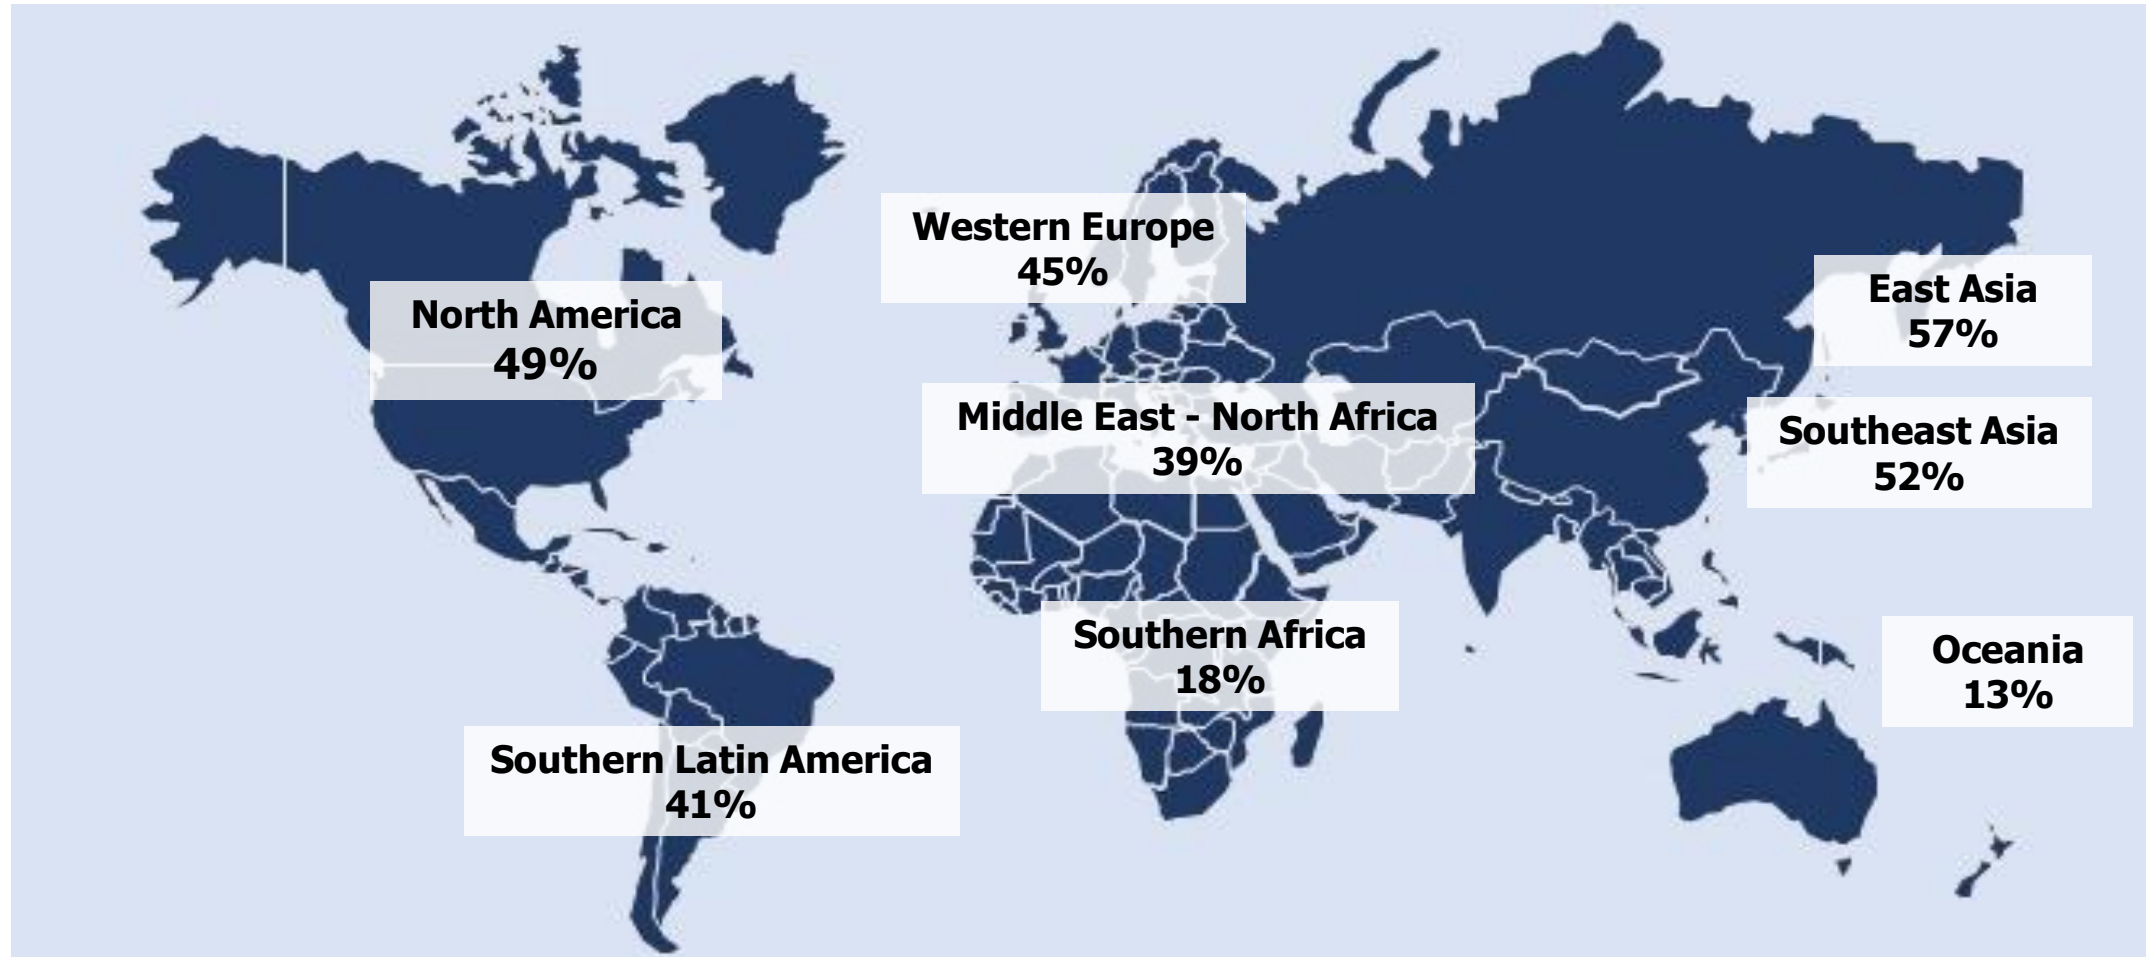 Western Europe
45%
East Asia
57%
North America
49%
Middle East - North Africa
39%
Southeast Asia
52%
Southern Africa
18%
Oceania
13%
Southern Latin America
41%